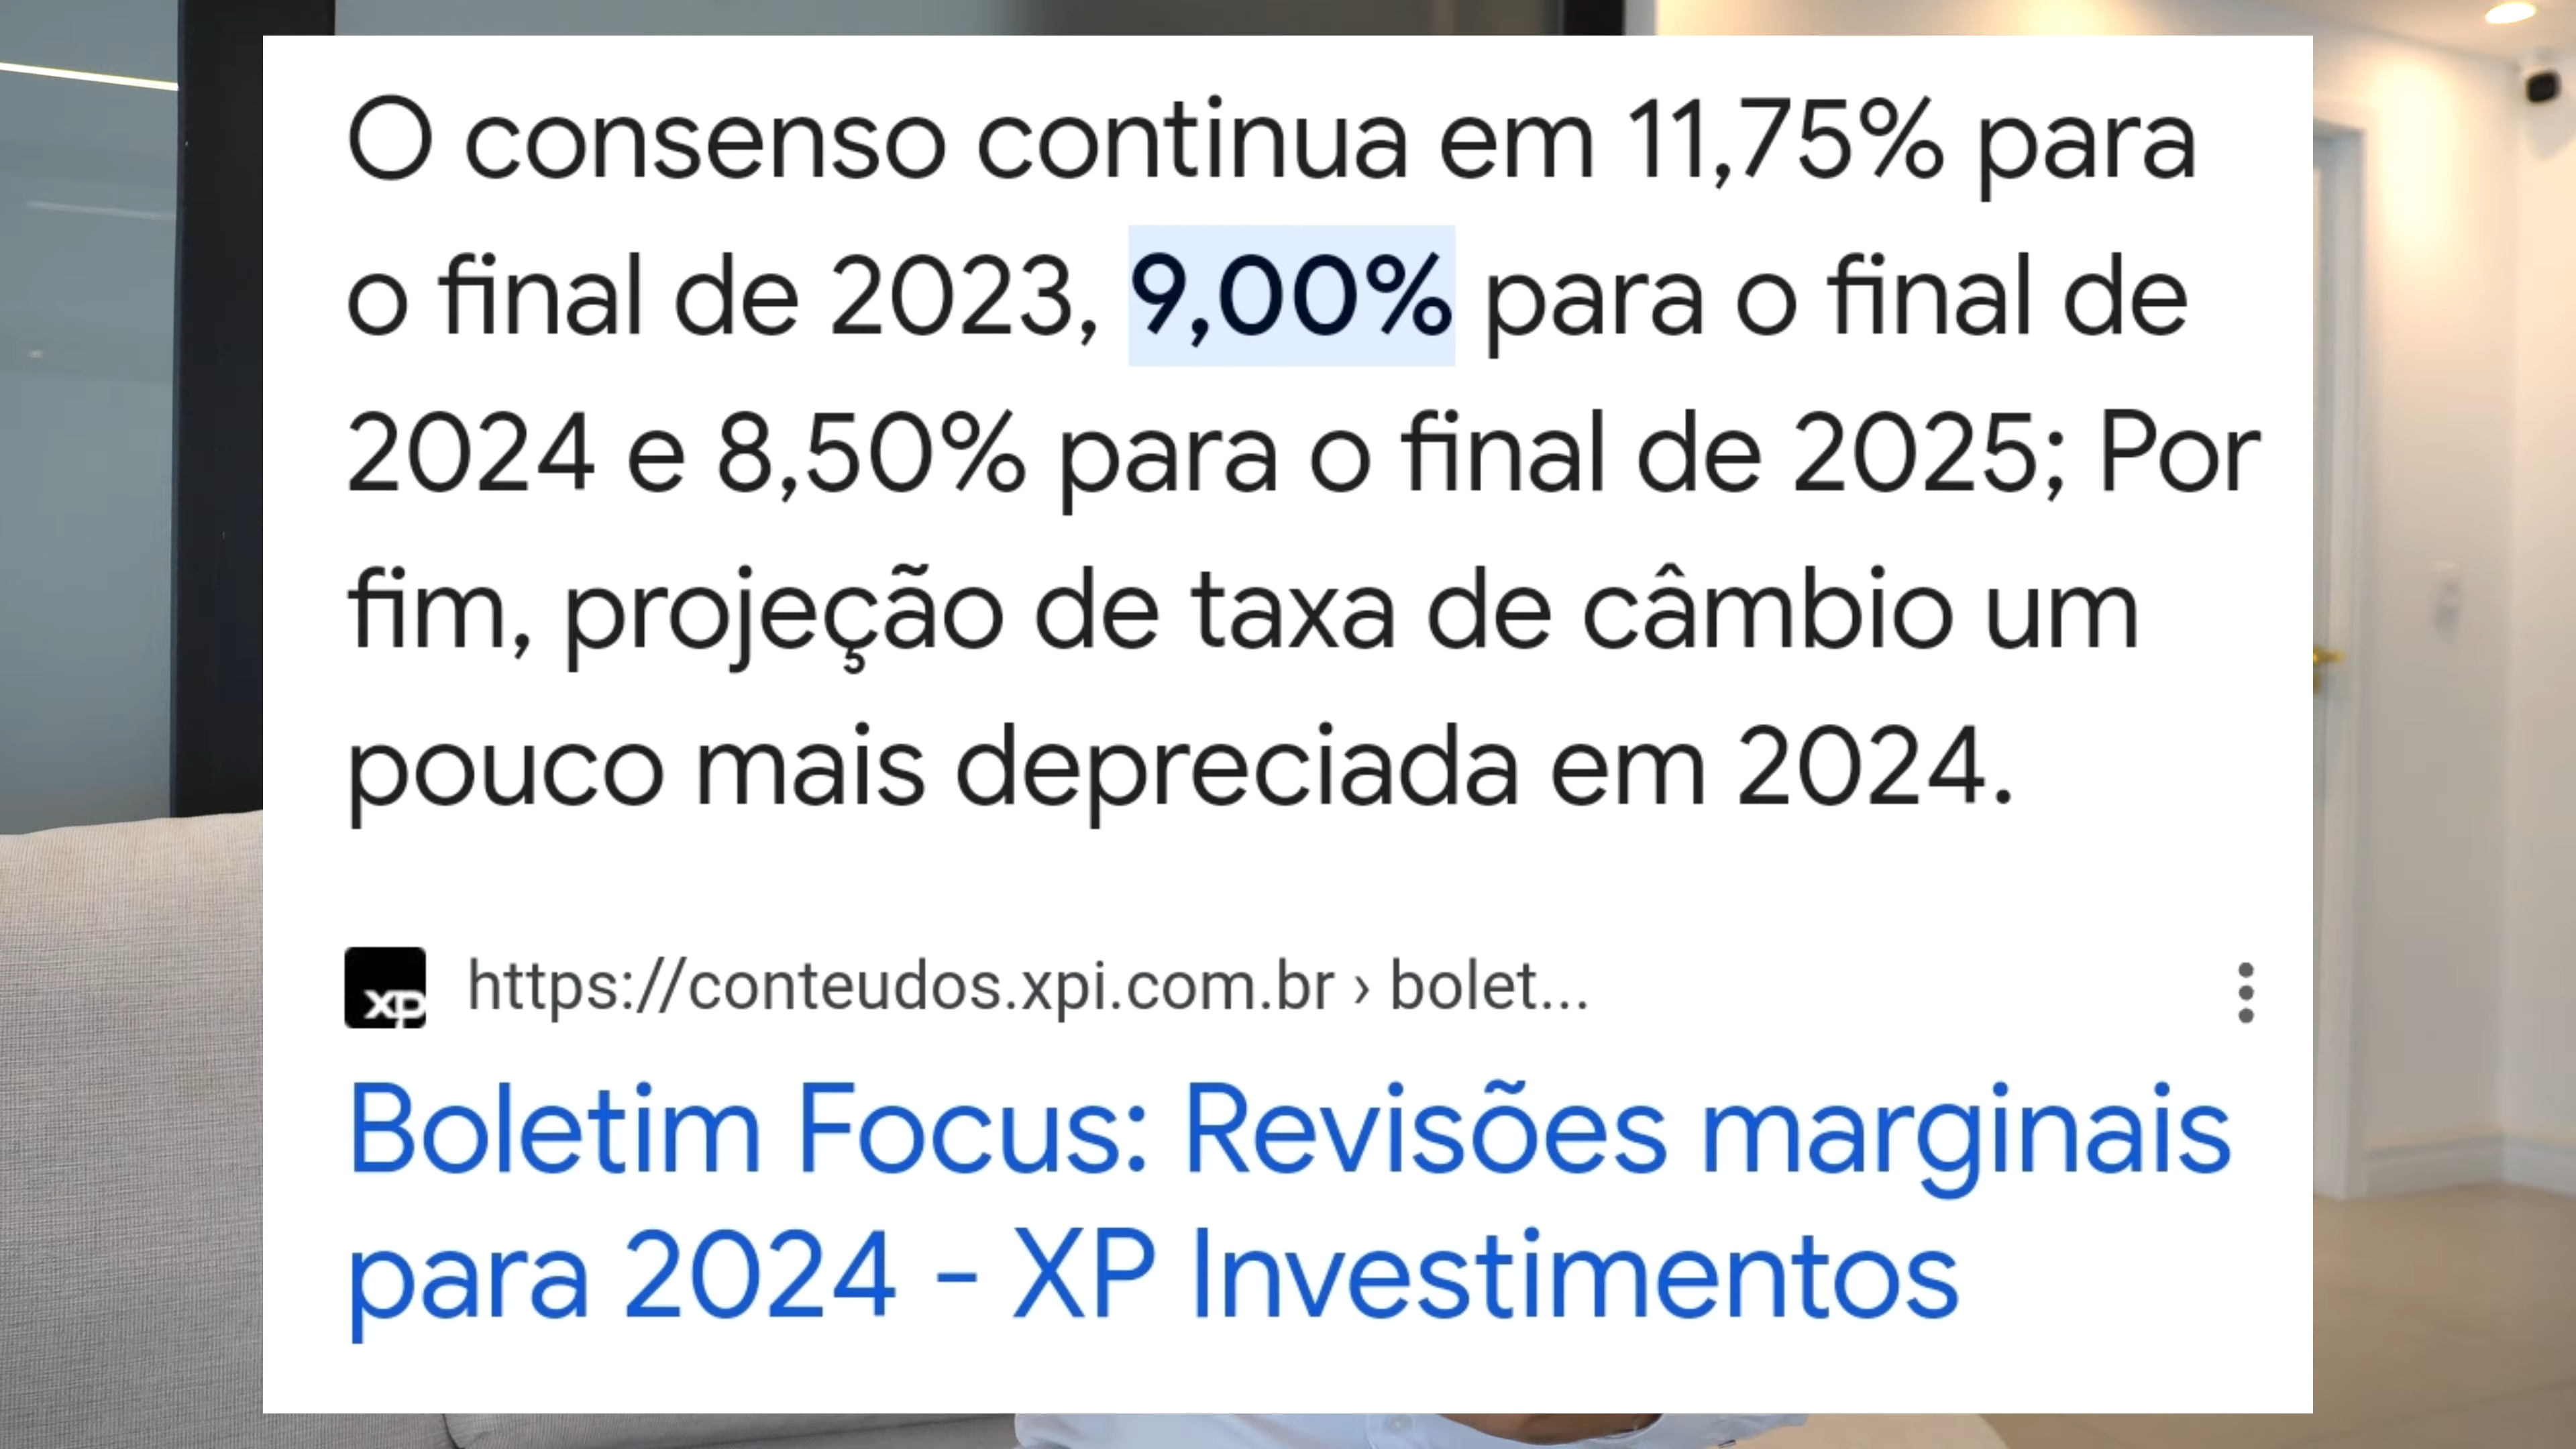 O consenso continua em 11,75% para
o final de 2023, 9,00% para o final de
2024 e 8,50% para o final de 2025; Por
fim, projeção de taxa de câmbio um
pouco mais depreciada em 2024.
xp
https://conteudos.xpi.com.br › bolet...
Boletim Focus: Revisões marginais
para 2024 - XP Investimentos